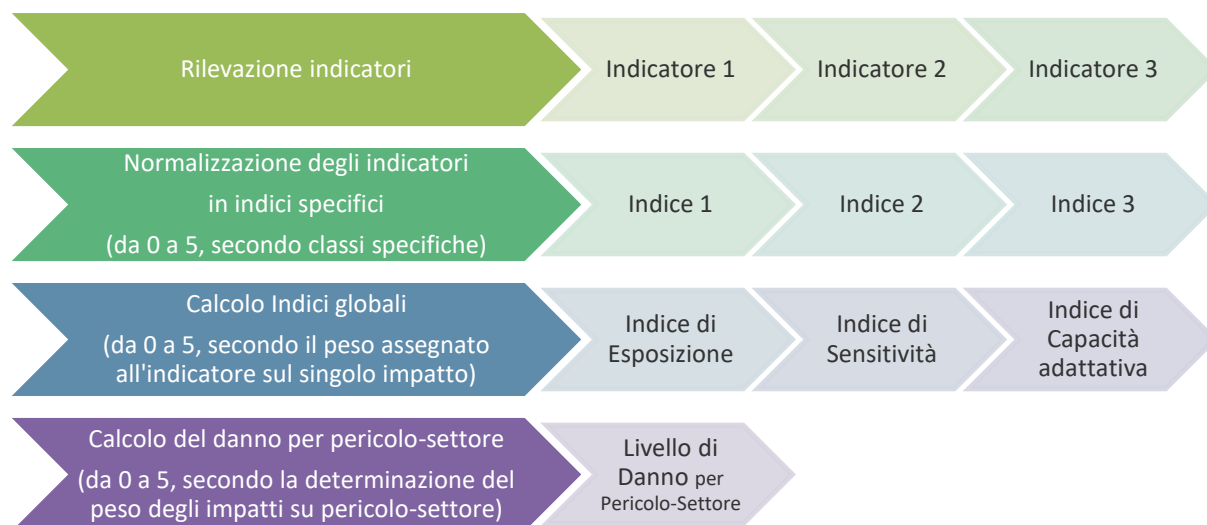 Rilevazione indicatori
Indicatore 1
Indicatore 2
Indicatore 3
Normalizzazione degli indicatori
in indici specifici
(da 0 a 5, secondo classi specifiche)
Indice 1
Indice 2
Indice 3
Calcolo Indici globali
(da 0 a 5, secondo il peso assegnato
all'indicatore sul singolo impatto)
Indice di
Esposizione
Indice di
Sensitività
Indice di
Capacità
adattativa
Calcolo del danno per pericolo-settore
(da 0 a 5, secondo la determinazione del
peso degli impatti su pericolo-settore)
Livello di
Danno per
Pericolo-Settore